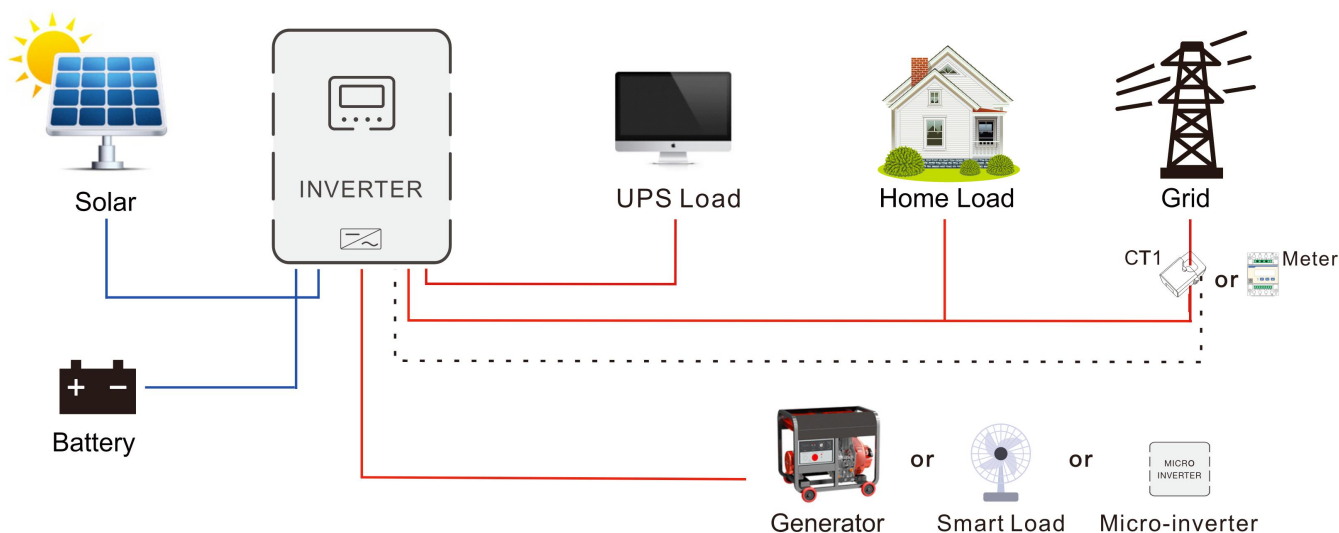 Solar
INVERTER
UPS Load
Home Load
Grid
CT1
or
Meter
+ −
Battery
or
or
MICRO
INVERTER
Generator
Smart Load
Micro-inverter